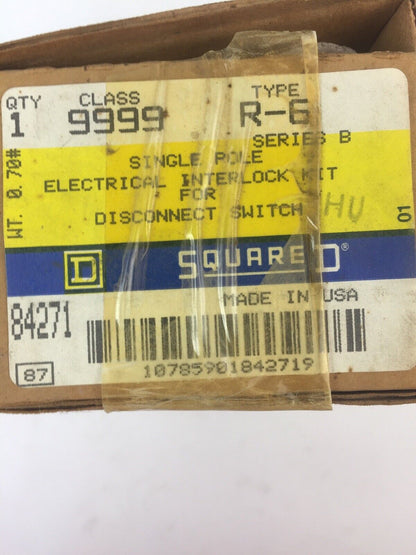 QTY CLASS TYPE
1 9999 R-6
SERIES B
SINGLE POLE
ELECTRICAL INTERLOCK KIT
FOR
DISCONNECT SWITCH HU
WT. 0.70#
01
D SQUARE D®
84271 MADE IN USA
87 10785901842719